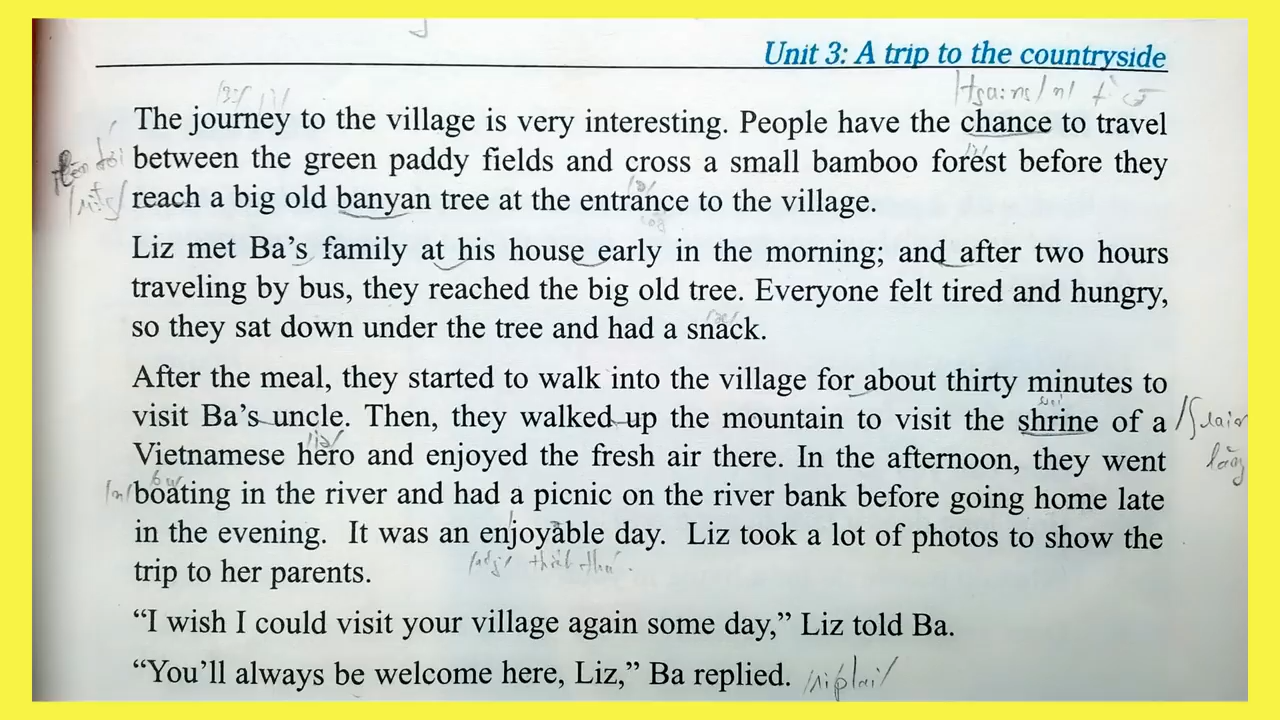 Unit 3: A trip to the countryside
The journey to the village is very interesting. People have the chance to travel
between the green paddy fields and cross a small bamboo forest before they
reach a big old banyan tree at the entrance to the village.
Liz met Ba’s family at his house early in the morning; and after two hours
traveling by bus, they reached the big old tree. Everyone felt tired and hungry,
so they sat down under the tree and had a snack.
After the meal, they started to walk into the village for about thirty minutes to
visit Ba’s uncle. Then, they walked up the mountain to visit the shrine of a
Vietnamese hero and enjoyed the fresh air there. In the afternoon, they went
boating in the river and had a picnic on the river bank before going home late
in the evening. It was an enjoyable day. Liz took a lot of photos to show the
trip to her parents.
“I wish I could visit your village again some day,” Liz told Ba.
“You’ll always be welcome here, Liz,” Ba replied.